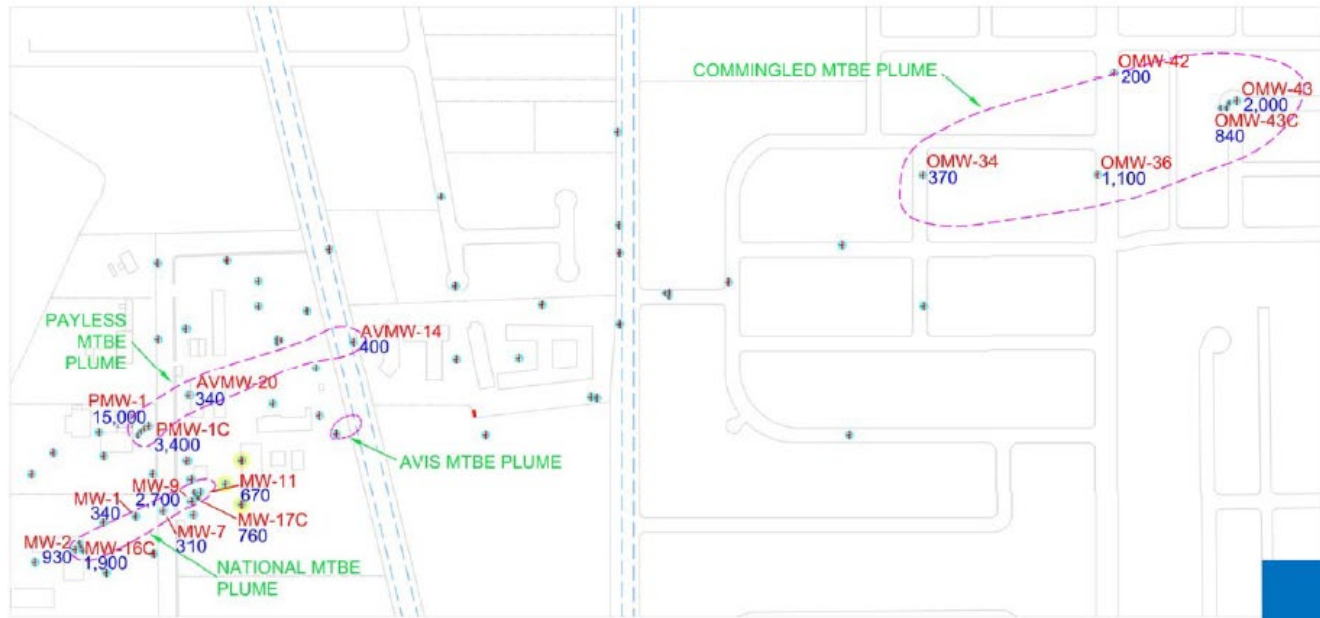 COMMINGLED MTBE PLUME
OMW-42
200
OMW-43
2,000
OMW-43C
840
OMW-34
370
OMW-36
1,100
PAYLESS
MTBE
PLUME
AVMW-14
400
AVMW-20
340
PMW-1
15,000
PMW-1C
3,400
AVIS MTBE PLUME
MW-9
2,700
MW-11
670
MW-1
340
MW-17C
760
MW-7
310
MW-2
930
MW-16C
1,900
NATIONAL MTBE
PLUME